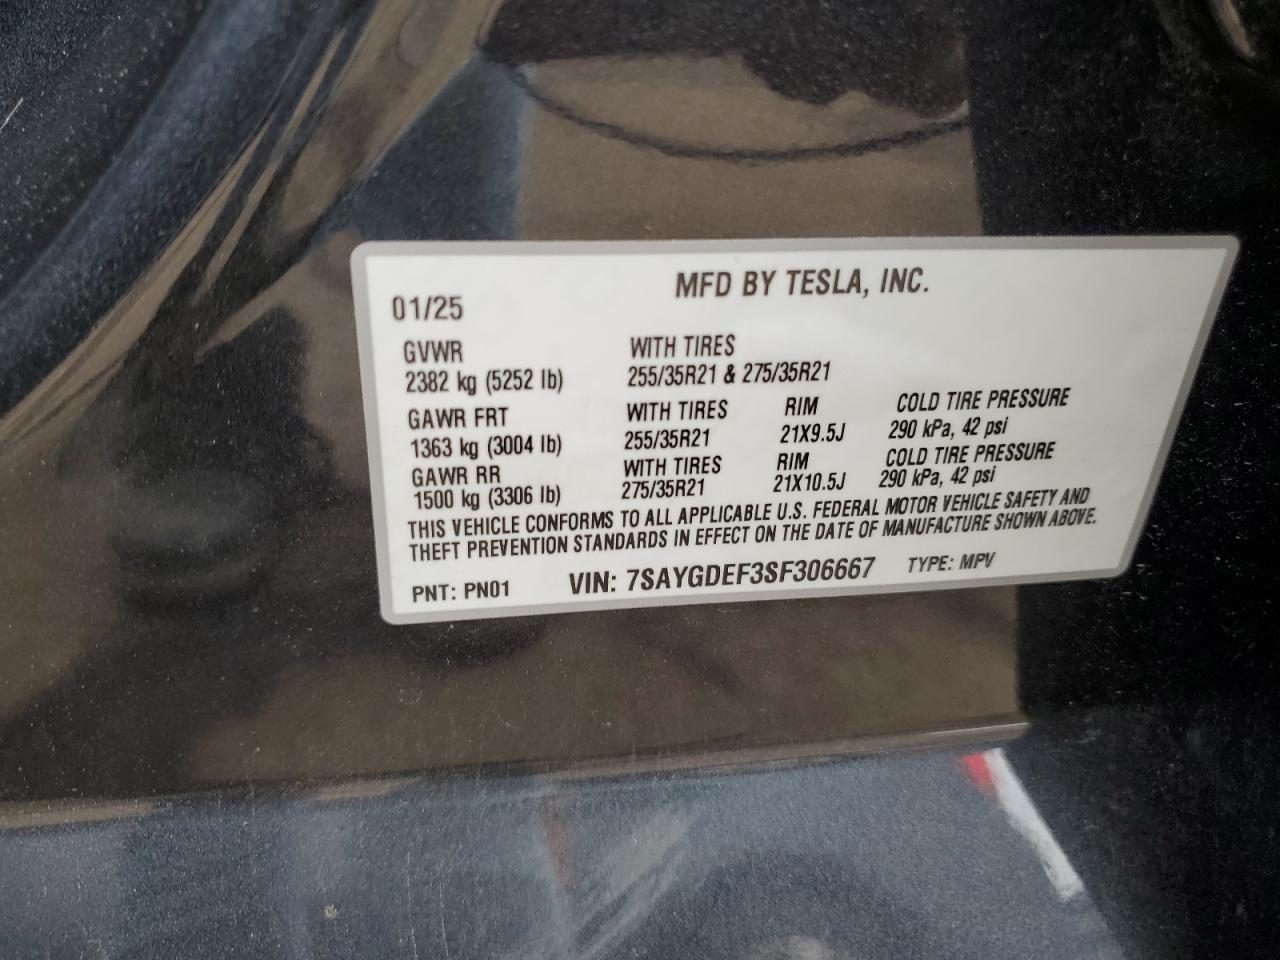 MFD BY TESLA, INC.
01/25
GVWR WITH TIRES
2382 kg (5252 lb) 255/35R21 & 275/35R21
GAWR FRT WITH TIRES RIM COLD TIRE PRESSURE
1363 kg (3004 lb) 255/35R21 21X9.5J 290 kPa, 42 psi
GAWR RR WITH TIRES RIM COLD TIRE PRESSURE
1500 kg (3306 lb) 275/35R21 21X10.5J 290 kPa, 42 psi
THIS VEHICLE CONFORMS TO ALL APPLICABLE U.S. FEDERAL MOTOR VEHICLE SAFETY AND
THEFT PREVENTION STANDARDS IN EFFECT ON THE DATE OF MANUFACTURE SHOWN ABOVE.
PNT: PN01 VIN: 7SAYGDEF3SF306667 TYPE: MPV